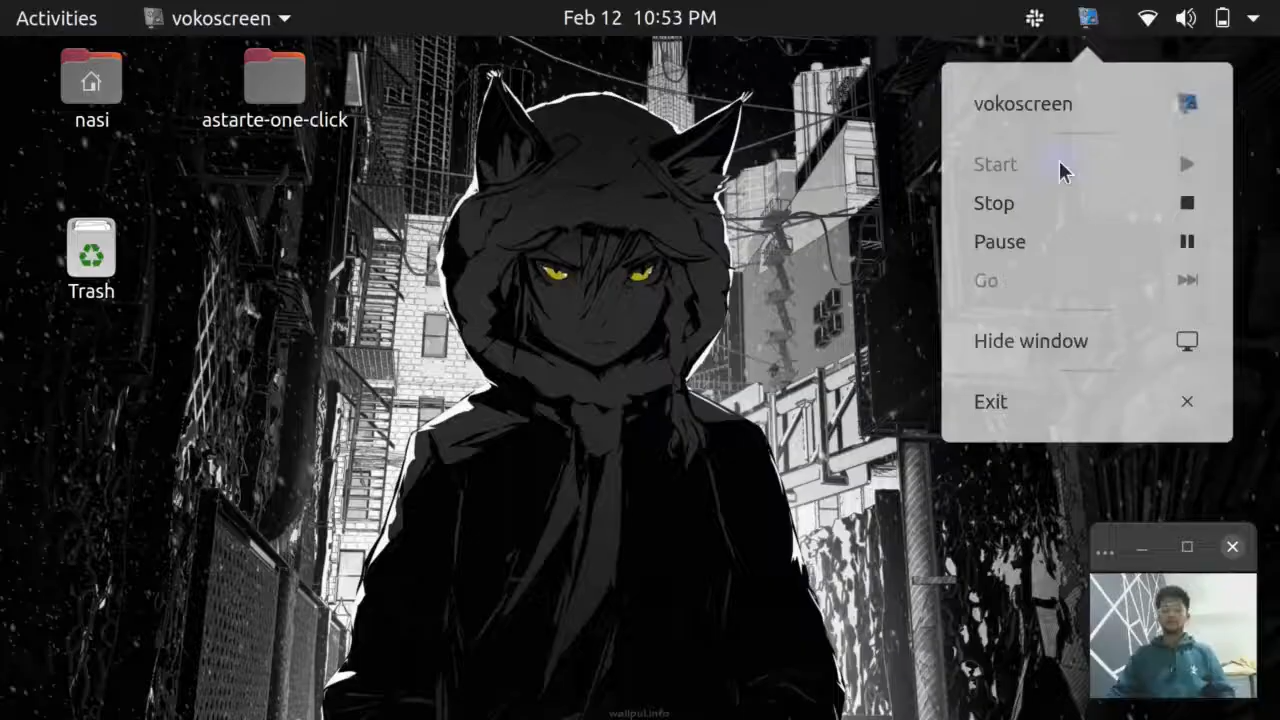 Activities
vokoscreen
Feb 12 10:53 PM
nasi
astarte-one-click
Trash
vokoscreen
Start
Stop
Pause
Go
Hide window
Exit
...
wallpul.info